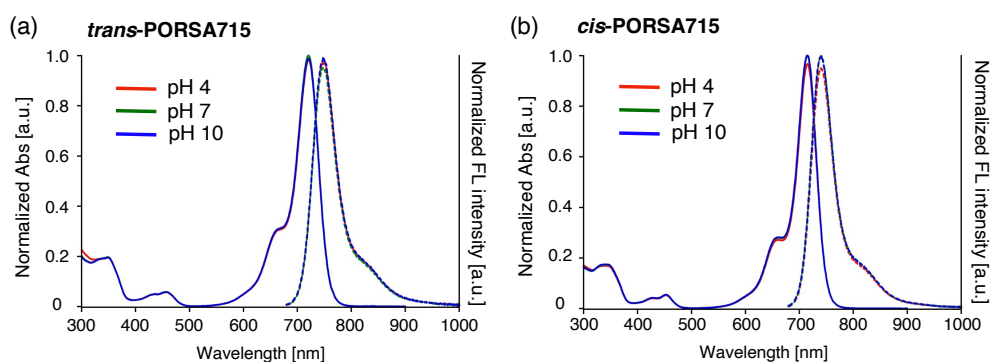 (a) trans-PORSA715
Normalized Abs [a.u.]
1.0
0.8
0.6
0.4
0.2
0
pH 4
pH 7
pH 10
300 400 500 600 700 800 900 1000
Wavelength [nm]
Normalized FL intensity [a.u.]
(b) cis-PORSA715
Normalized Abs [a.u.]
1.0
0.8
0.6
0.4
0.2
0
pH 4
pH 7
pH 10
300 400 500 600 700 800 900 1000
Wavelength [nm]
Normalized FL intensity [a.u.]